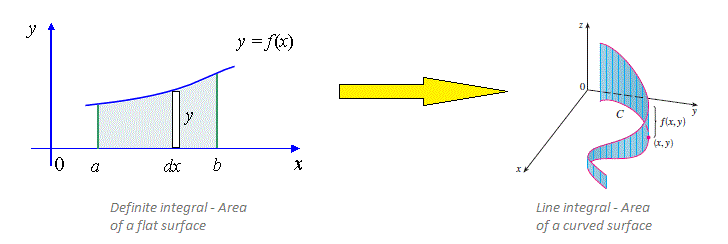 y
y = f(x)
y
0
a
dx
b
x
Definite integral - Area
of a flat surface
z
0
y
C
f(x, y)
(x, y)
x
Line integral - Area
of a curved surface